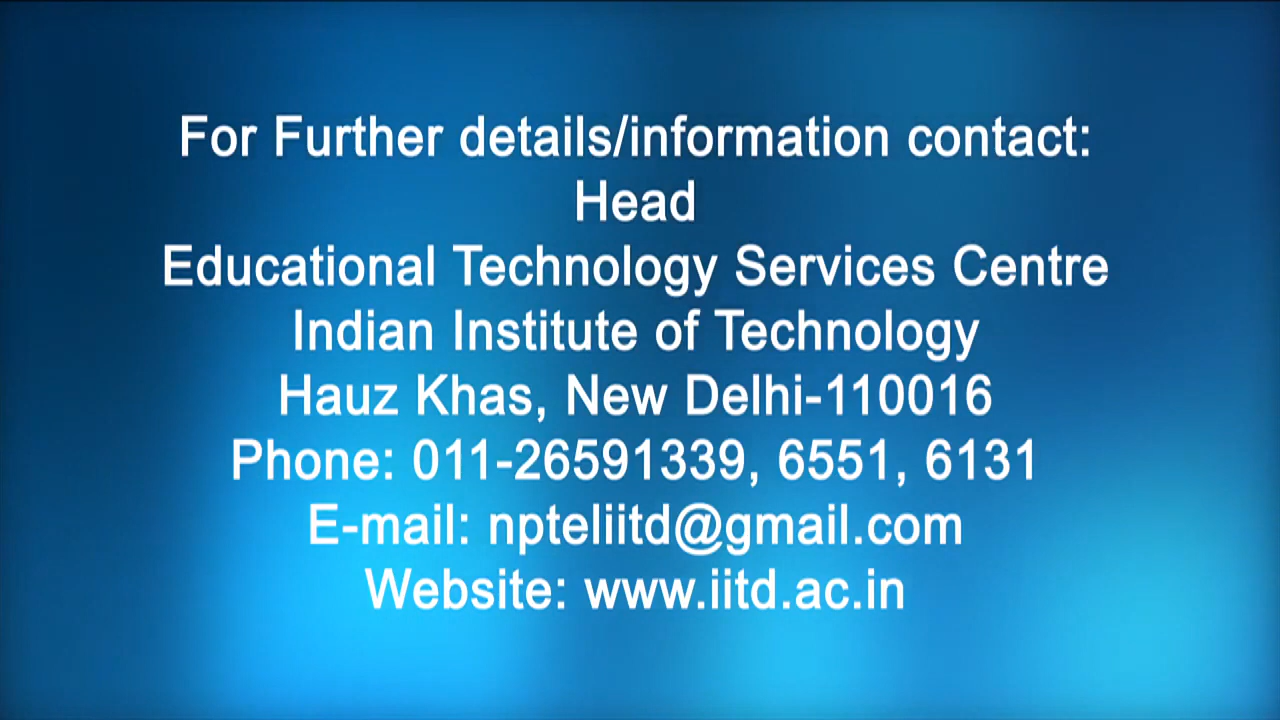 For Further details/information contact:
Head
Educational Technology Services Centre
Indian Institute of Technology
Hauz Khas, New Delhi-110016
Phone: 011-26591339, 6551, 6131
E-mail: npteliitd@gmail.com
Website: www.iitd.ac.in